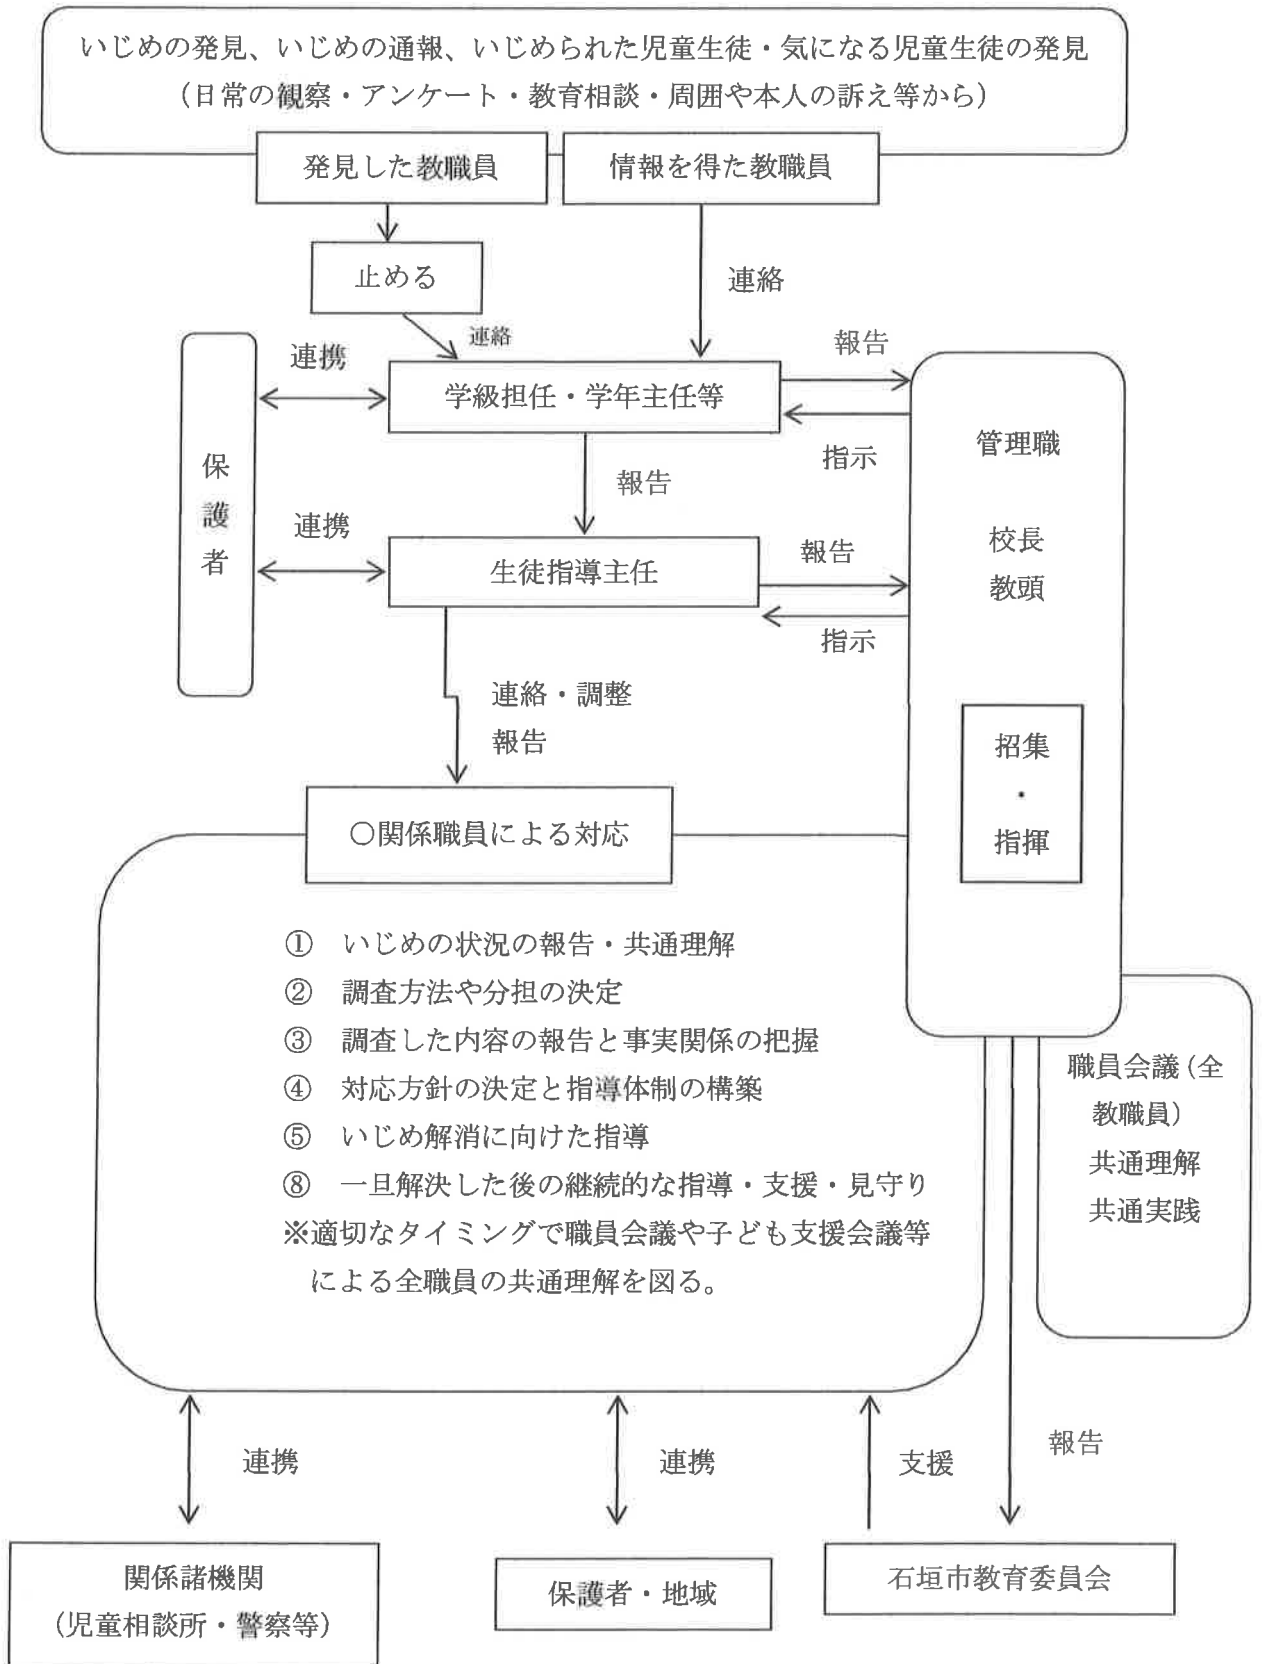 いじめの発見、いじめの通報、いじめられた児童生徒・気になる児童生徒の発見
（日常の観察・アンケート・教育相談・周囲や本人の訴え等から）
発見した教職員
情報を得た教職員
止める
連絡
連絡
連携
学級担任・学年主任等
報告
指示
管理職
校長
教頭
保護者
報告
連携
生徒指導主任
報告
指示
連絡・調整
報告
招集
・
指揮
○関係職員による対応
① いじめの状況の報告・共通理解
② 調査方法や分担の決定
③ 調査した内容の報告と事実関係の把握
④ 対応方針の決定と指導体制の構築
⑤ いじめ解消に向けた指導
⑧ 一旦解決した後の継続的な指導・支援・見守り
※適切なタイミングで職員会議や子ども支援会議等
による全職員の共通理解を図る。
職員会議（全
教職員）
共通理解
共通実践
連携
連携
支援
報告
関係諸機関
（児童相談所・警察等）
保護者・地域
石垣市教育委員会